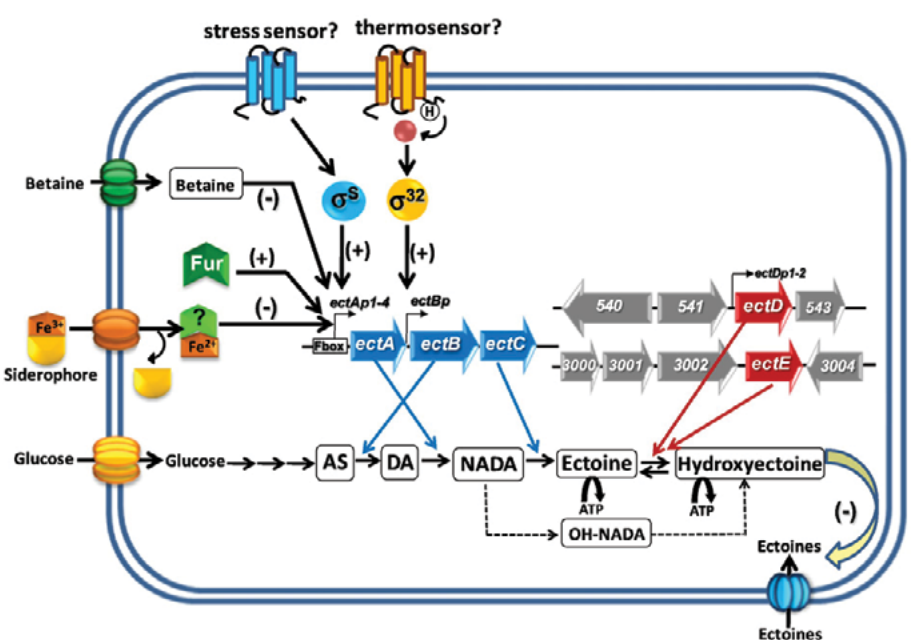 stress sensor? thermosensor?
H
Betaine Betaine (-) σS σ32
Fur (+) (+) (+)
ectAp1-4 ectBp ectDp1-2
540 541 ectD 543
Fe3+ ? Fe2+ (-)
Fbox ectA ectB ectC
3000 3001 3002 ectE 3004
Siderophore
Glucose Glucose AS DA NADA Ectoine Hydroxyectoine
ATP ATP
OH-NADA
(-)
Ectoines
Ectoines